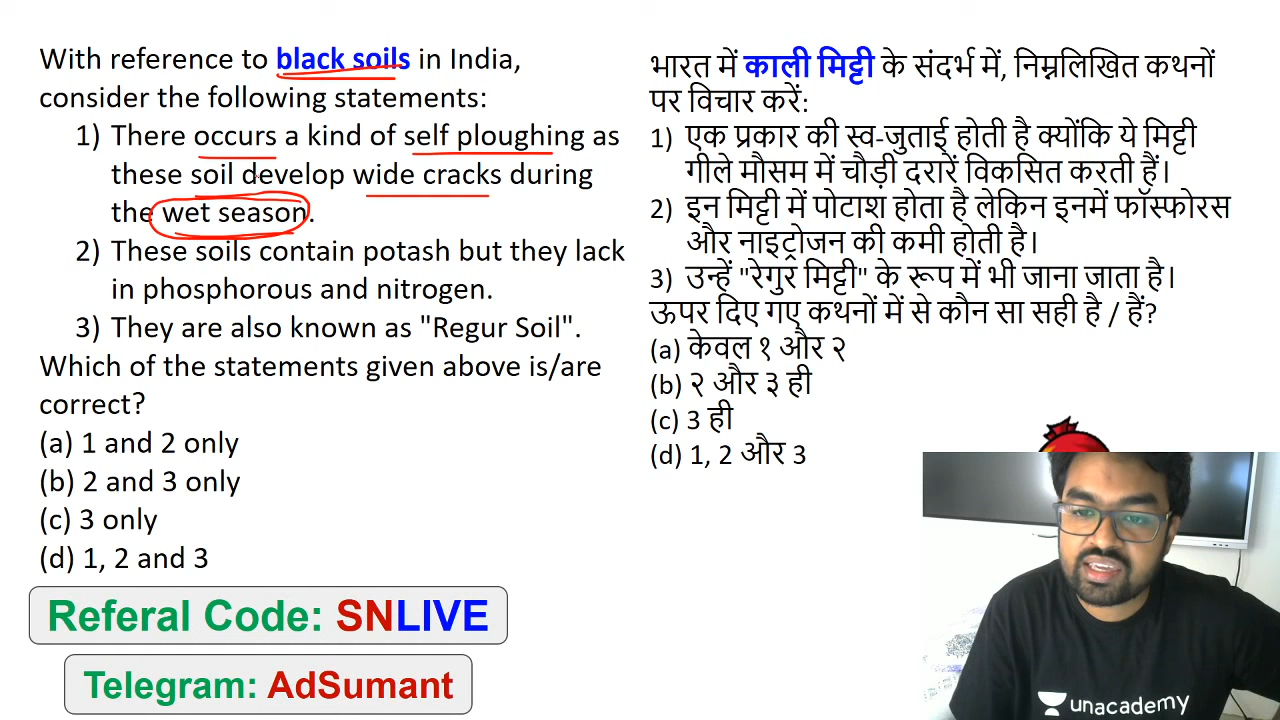 With reference to black soils in India,
consider the following statements:
1) There occurs a kind of self ploughing as
these soil develop wide cracks during
the wet season.
2) These soils contain potash but they lack
in phosphorous and nitrogen.
3) They are also known as "Regur Soil".
Which of the statements given above is/are
correct?
(a) 1 and 2 only
(b) 2 and 3 only
(c) 3 only
(d) 1, 2 and 3
Referal Code: SNLIVE
Telegram: AdSumant
भारत में काली मिट्टी के संदर्भ में, निम्नलिखित कथनों
पर विचार करें:
1) एक प्रकार की स्व-जुताई होती है क्योंकि ये मिट्टी
गीले मौसम में चौड़ी दरारें विकसित करती हैं।
2) इन मिट्टी में पोटाश होता है लेकिन इनमें फॉस्फोरस
और नाइट्रोजन की कमी होती है।
3) उन्हें "रेगुर मिट्टी" के रूप में भी जाना जाता है।
ऊपर दिए गए कथनों में से कौन सा सही है / हैं?
(a) केवल १ और २
(b) २ और ३ ही
(c) 3 ही
(d) 1, 2 और 3
unacademy